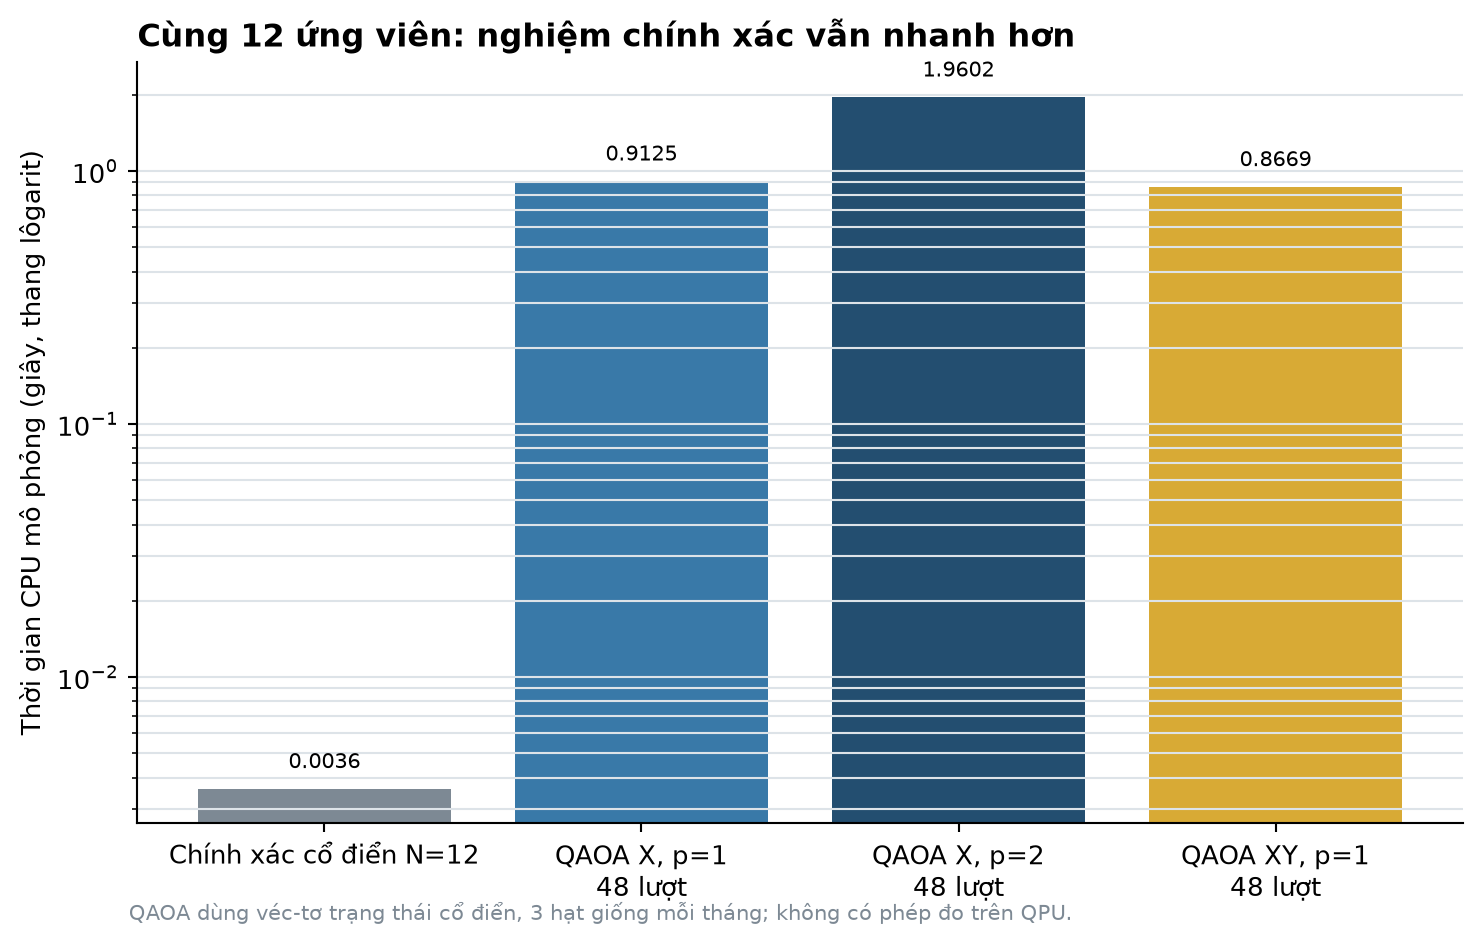 Cùng 12 ứng viên: nghiệm chính xác vẫn nhanh hơn
Thời gian CPU mô phỏng (giây, thang lôgarit)
10⁰
10⁻¹
10⁻²
0.0036
0.9125
1.9602
0.8669
Chính xác cổ điển N=12
QAOA X, p=1
48 lượt
QAOA X, p=2
48 lượt
QAOA XY, p=1
48 lượt
QAOA dùng véc-tơ trạng thái cổ điển, 3 hạt giống mỗi tháng; không có phép đo trên QPU.